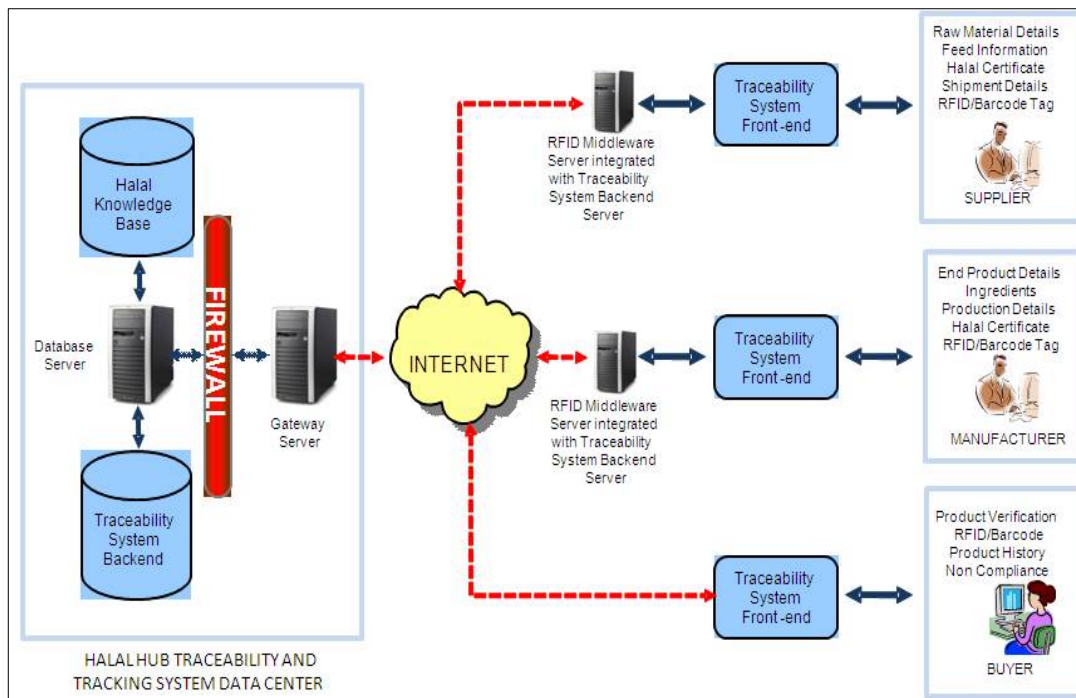 Halal
Knowledge
Base
Database
Server
FIREWALL
Gateway
Server
Traceability
System
Backend
HALAL HUB TRACEABILITY AND
TRACKING SYSTEM DATA CENTER
INTERNET
RFID Middleware
Server integrated
with Traceability
System Backend
Server
Traceability
System
Front-end
Raw Material Details
Feed Information
Halal Certificate
Shipment Details
RFID/Barcode Tag
SUPPLIER
RFID Middleware
Server integrated
with Traceability
System Backend
Server
Traceability
System
Front-end
End Product Details
Ingredients
Production Details
Halal Certificate
RFID/Barcode Tag
MANUFACTURER
Traceability
System
Front-end
Product Verification
RFID/Barcode
Product History
Non Compliance
BUYER